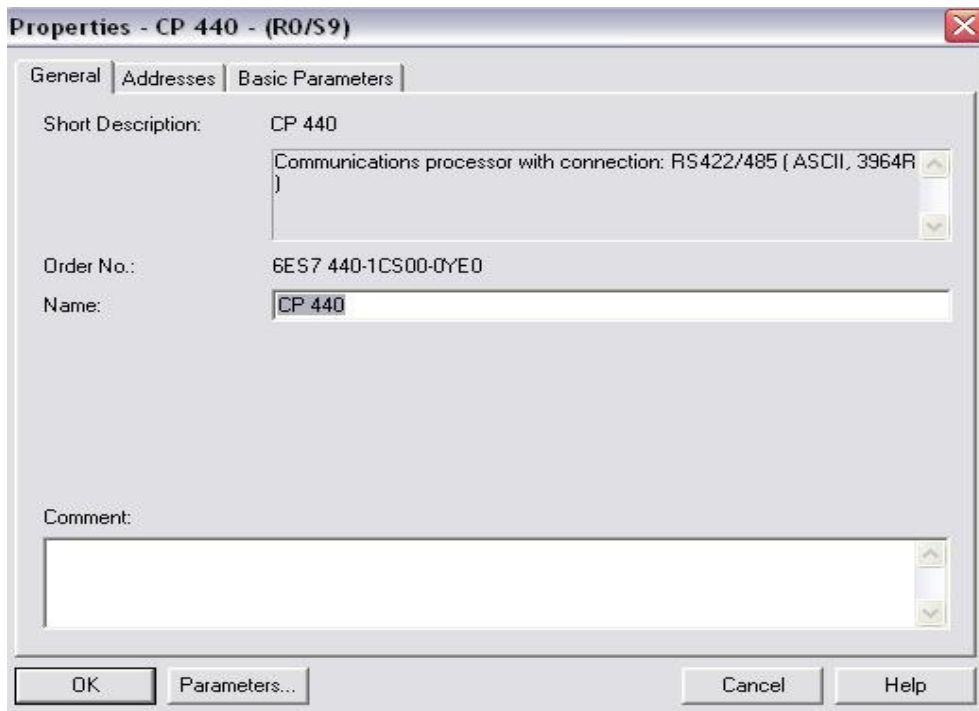 Properties - CP 440 - (R0/S9)
General Addresses Basic Parameters
Short Description: CP 440
Communications processor with connection: RS422/485 ( ASCII, 3964R
)
Order No.: 6ES7 440-1CS00-0YE0
Name: CP 440
Comment:
OK Parameters... Cancel Help